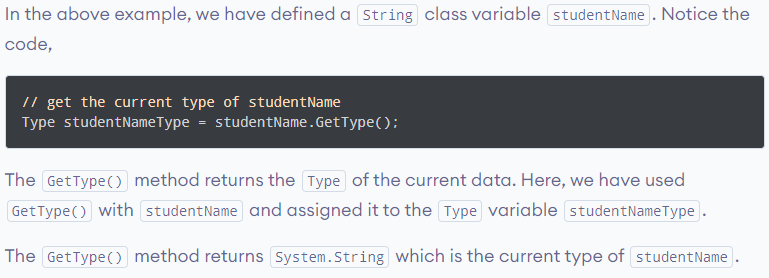 In the above example, we have defined a String class variable studentName. Notice the
code,
// get the current type of studentName
Type studentNameType = studentName.GetType();
The GetType() method returns the Type of the current data. Here, we have used
GetType() with studentName and assigned it to the Type variable studentNameType.
The GetType() method returns System.String which is the current type of studentName.